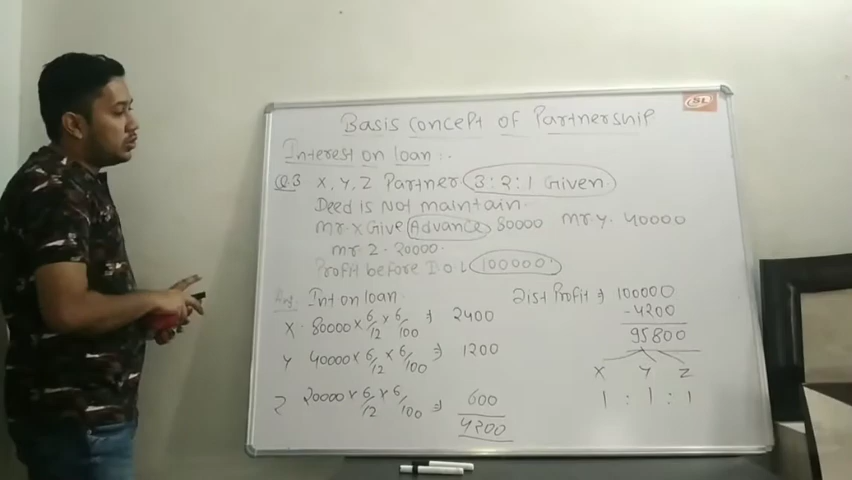 Basis concept of Partnership
SL
Interest on loan :-
Q.3 X, Y, Z Partner 3:2:1 Given
Deed is Not maintain
mr X Give Advance 80000 mr Y. 40000
mr Z - 20000.
Profit before I.O.L 100000
Int on loan
X - 80000 × 6/12 × 6/100 ⇒ 2400
Y 40000 × 6/12 × 6/100 ⇒ 1200
Z 20000 × 6/12 × 6/100 ⇒ 600
4200
Dist Profit ⇒ 100000
- 4200
95800
X Y Z
1 : 1 : 1